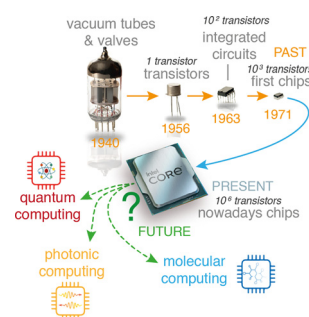 vacuum tubes
& valves
1940
1 transistor
transistors
1956
10² transistors
integrated
circuits
1963
PAST
10³ transistors
first chips
1971
intel
CORE
PRESENT
10⁶ transistors
nowadays chips
?
FUTURE
quantum
computing
photonic
computing
molecular
computing